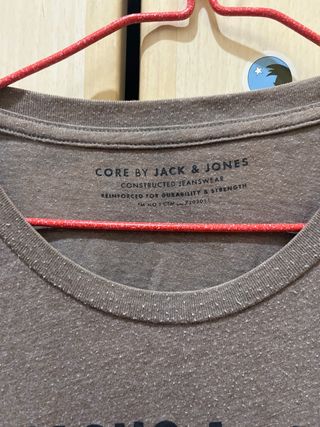 CORE BY JACK & JONES
CONSTRUCTED JEANSWEAR
REINFORCED FOR DURABILITY & STRENGTH